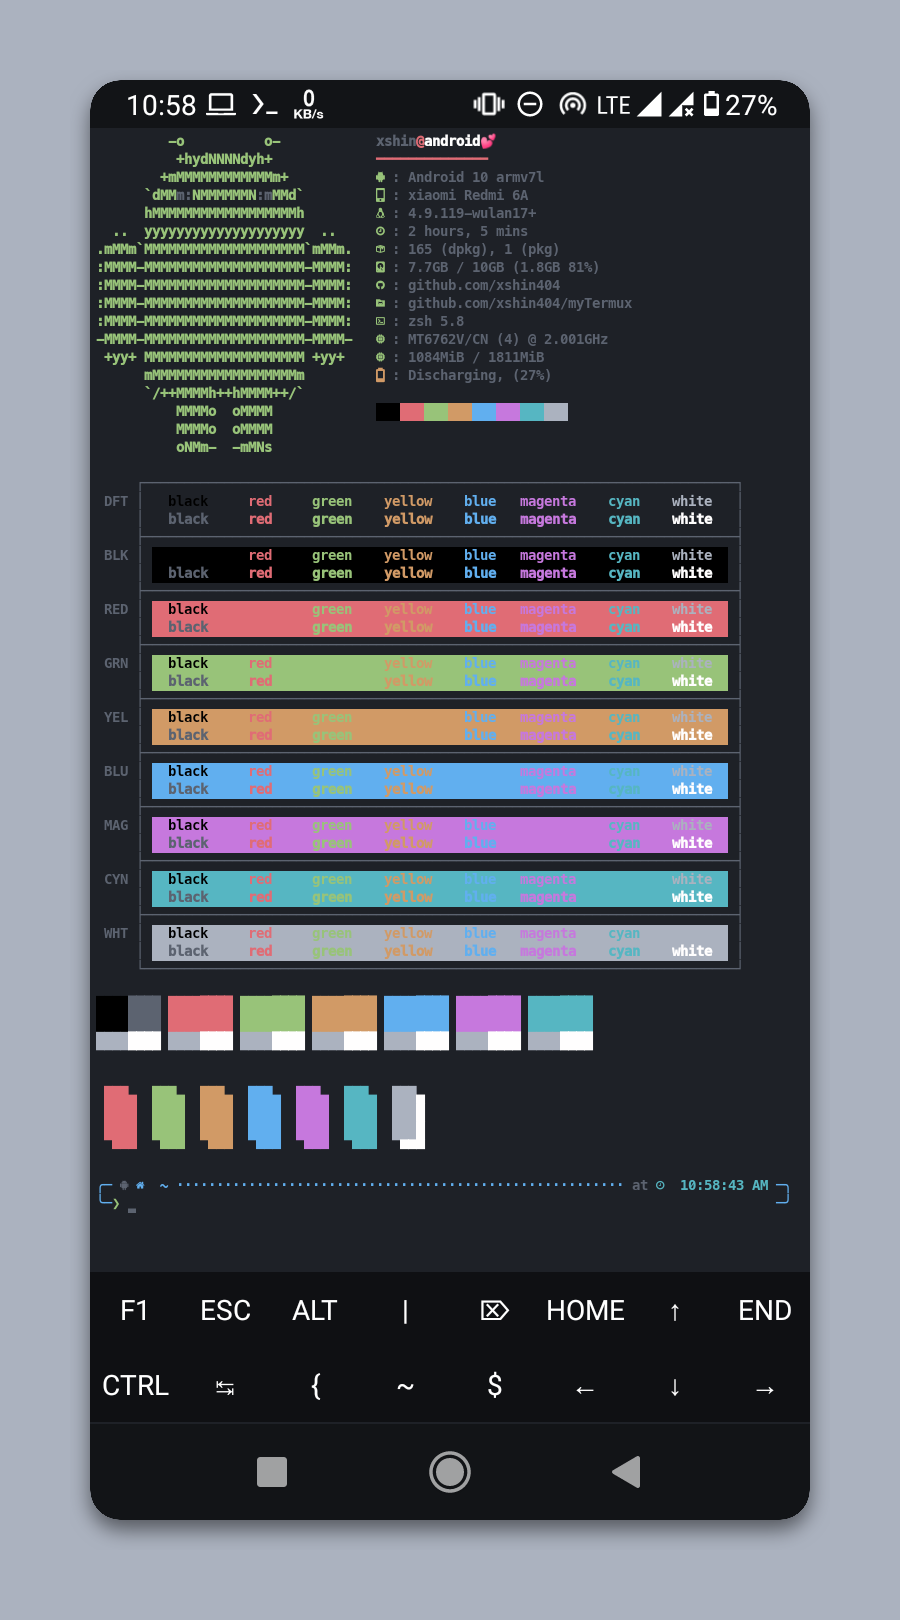 10:58 0 KB/s LTE 27%
-o o-
+hydNNNNdyh+
+mMMMMMMMMMMMMm+
`dMMm:NMMMMMMN:mMMd`
hMMMMMMMMMMMMMMMMMMh
.. yyyyyyyyyyyyyyyyyyyy ..
.mMMm`MMMMMMMMMMMMMMMMMMMM`mMMm.
:MMMM-MMMMMMMMMMMMMMMMMMMM-MMMM:
:MMMM-MMMMMMMMMMMMMMMMMMMM-MMMM:
:MMMM-MMMMMMMMMMMMMMMMMMMM-MMMM:
:MMMM-MMMMMMMMMMMMMMMMMMMM-MMMM:
-MMMM-MMMMMMMMMMMMMMMMMMMM-MMMM-
+yy+ MMMMMMMMMMMMMMMMMMMM +yy+
mMMMMMMMMMMMMMMMMMMm
`/++MMMMh++hMMMM++/`
MMMMo oMMMM
MMMMo oMMMM
oNMm- -mMNs
xshin@android💕
: Android 10 armv7l
: xiaomi Redmi 6A
: 4.9.119-wulan17+
: 2 hours, 5 mins
: 165 (dpkg), 1 (pkg)
: 7.7GB / 10GB (1.8GB 81%)
: github.com/xshin404
: github.com/xshin404/myTermux
: zsh 5.8
: MT6762V/CN (4) @ 2.001GHz
: 1084MiB / 1811MiB
: Discharging, (27%)
DFT black red green yellow blue magenta cyan white
black red green yellow blue magenta cyan white
BLK red green yellow blue magenta cyan white
black red green yellow blue magenta cyan white
RED black green yellow blue magenta cyan white
black green yellow blue magenta cyan white
GRN black red yellow blue magenta cyan white
black red yellow blue magenta cyan white
YEL black red green blue magenta cyan white
black red green blue magenta cyan white
BLU black red green yellow magenta cyan white
black red green yellow magenta cyan white
MAG black red green yellow blue cyan white
black red green yellow blue cyan white
CYN black red green yellow blue magenta white
black red green yellow blue magenta white
WHT black red green yellow blue magenta cyan
black red green yellow blue magenta cyan white
~ ........................................................ at 10:58:43 AM
❯ _
F1 ESC ALT | ⌦ HOME ↑ END
CTRL ↹ { ~ $ ← ↓ →